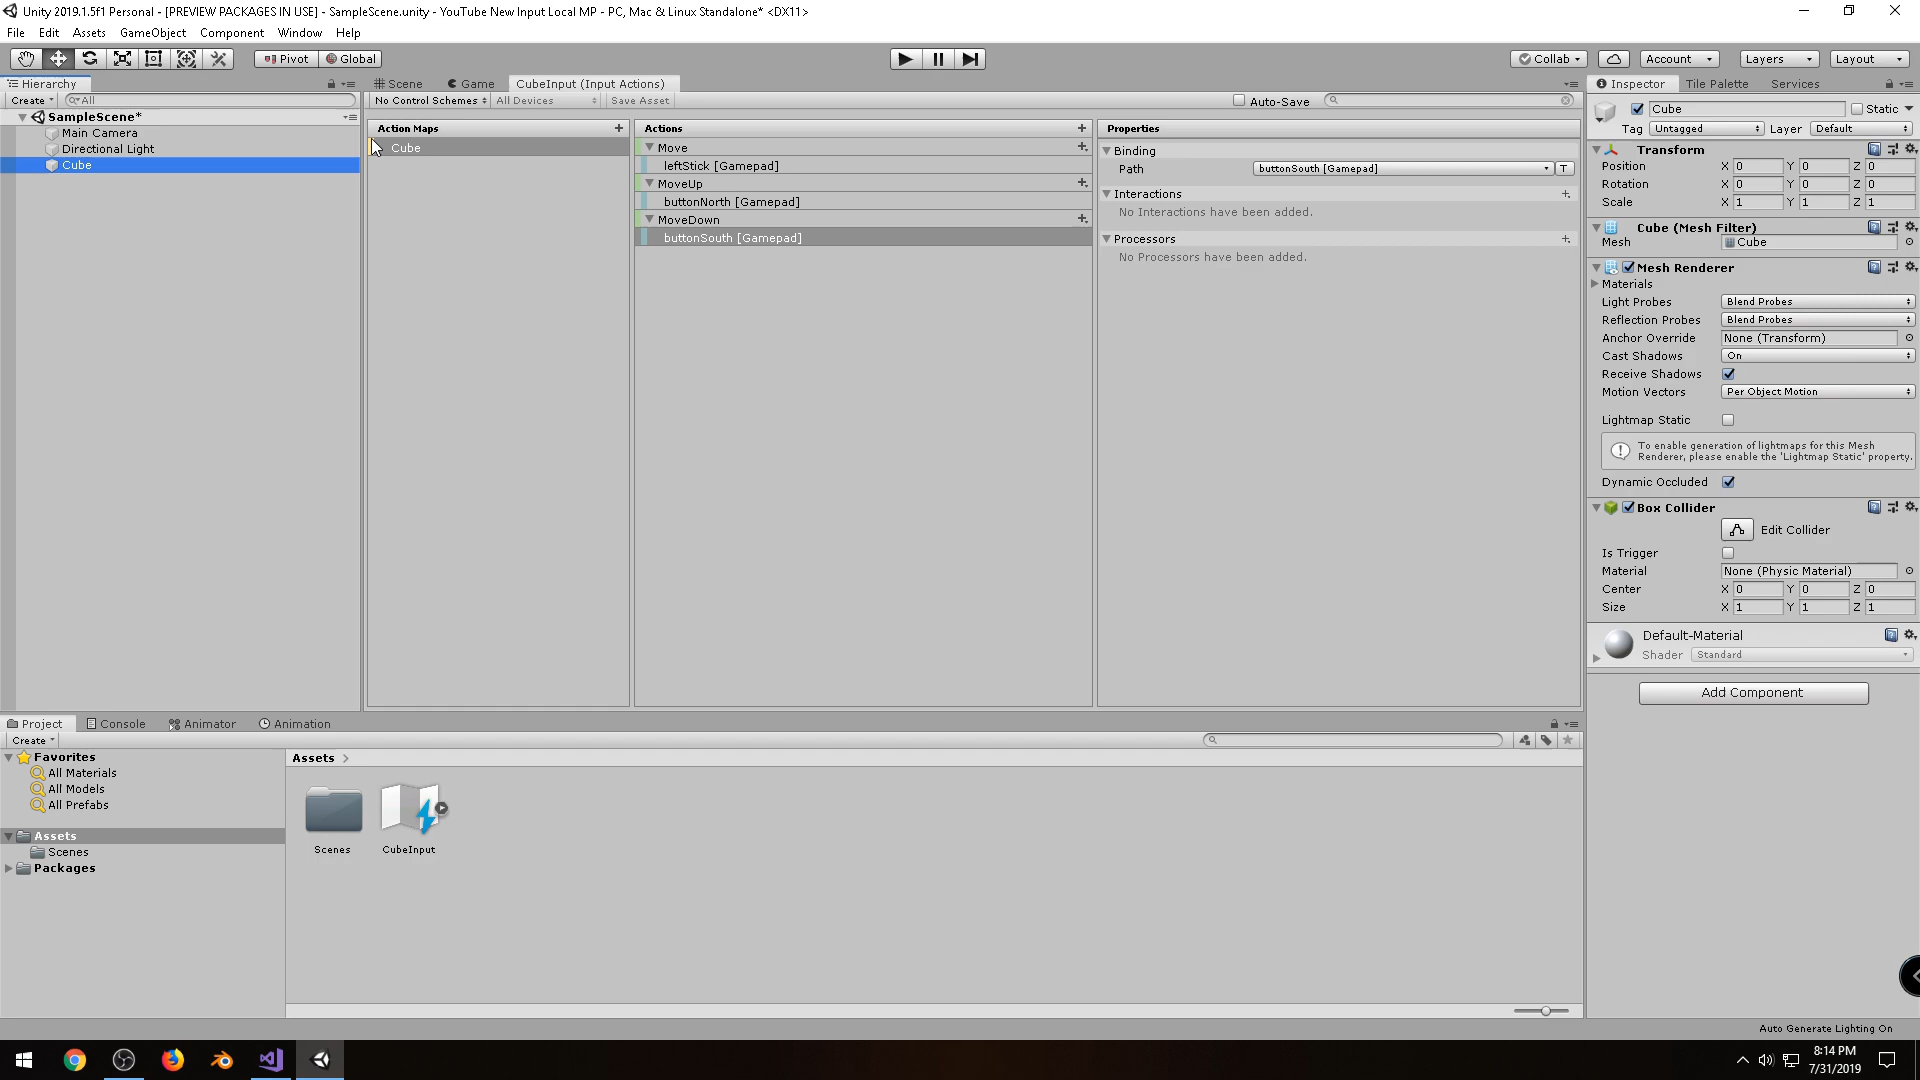 Unity 2019.1.5f1 Personal - [PREVIEW PACKAGES IN USE] - SampleScene.unity - YouTube New Input Local MP - PC, Mac & Linux Standalone* <DX11>
File Edit Assets GameObject Component Window Help
Pivot Global Collab Account Layers Layout
Hierarchy
Create All
SampleScene*
Main Camera
Directional Light
Cube
Scene Game CubeInput (Input Actions)
No Control Schemes All Devices Save Asset Auto-Save
Action Maps
Cube
Actions
Move
leftStick [Gamepad]
MoveUp
buttonNorth [Gamepad]
MoveDown
buttonSouth [Gamepad]
Properties
Binding
Path buttonSouth [Gamepad] T
Interactions
No Interactions have been added.
Processors
No Processors have been added.
Inspector Tile Palette Services
Cube Static
Tag Untagged Layer Default
Transform
Position X 0 Y 0 Z 0
Rotation X 0 Y 0 Z 0
Scale X 1 Y 1 Z 1
Cube (Mesh Filter)
Mesh Cube
Mesh Renderer
Materials
Light Probes Blend Probes
Reflection Probes Blend Probes
Anchor Override None (Transform)
Cast Shadows On
Receive Shadows
Motion Vectors Per Object Motion
Lightmap Static
To enable generation of lightmaps for this Mesh
Renderer, please enable the 'Lightmap Static' property.
Dynamic Occluded
Box Collider
Edit Collider
Is Trigger
Material None (Physic Material)
Center X 0 Y 0 Z 0
Size X 1 Y 1 Z 1
Default-Material
Shader Standard
Add Component
Project Console Animator Animation
Create
Favorites
All Materials
All Models
All Prefabs
Assets
Scenes
Packages
Assets
Scenes
CubeInput
Auto Generate Lighting On
8:14 PM
7/31/2019